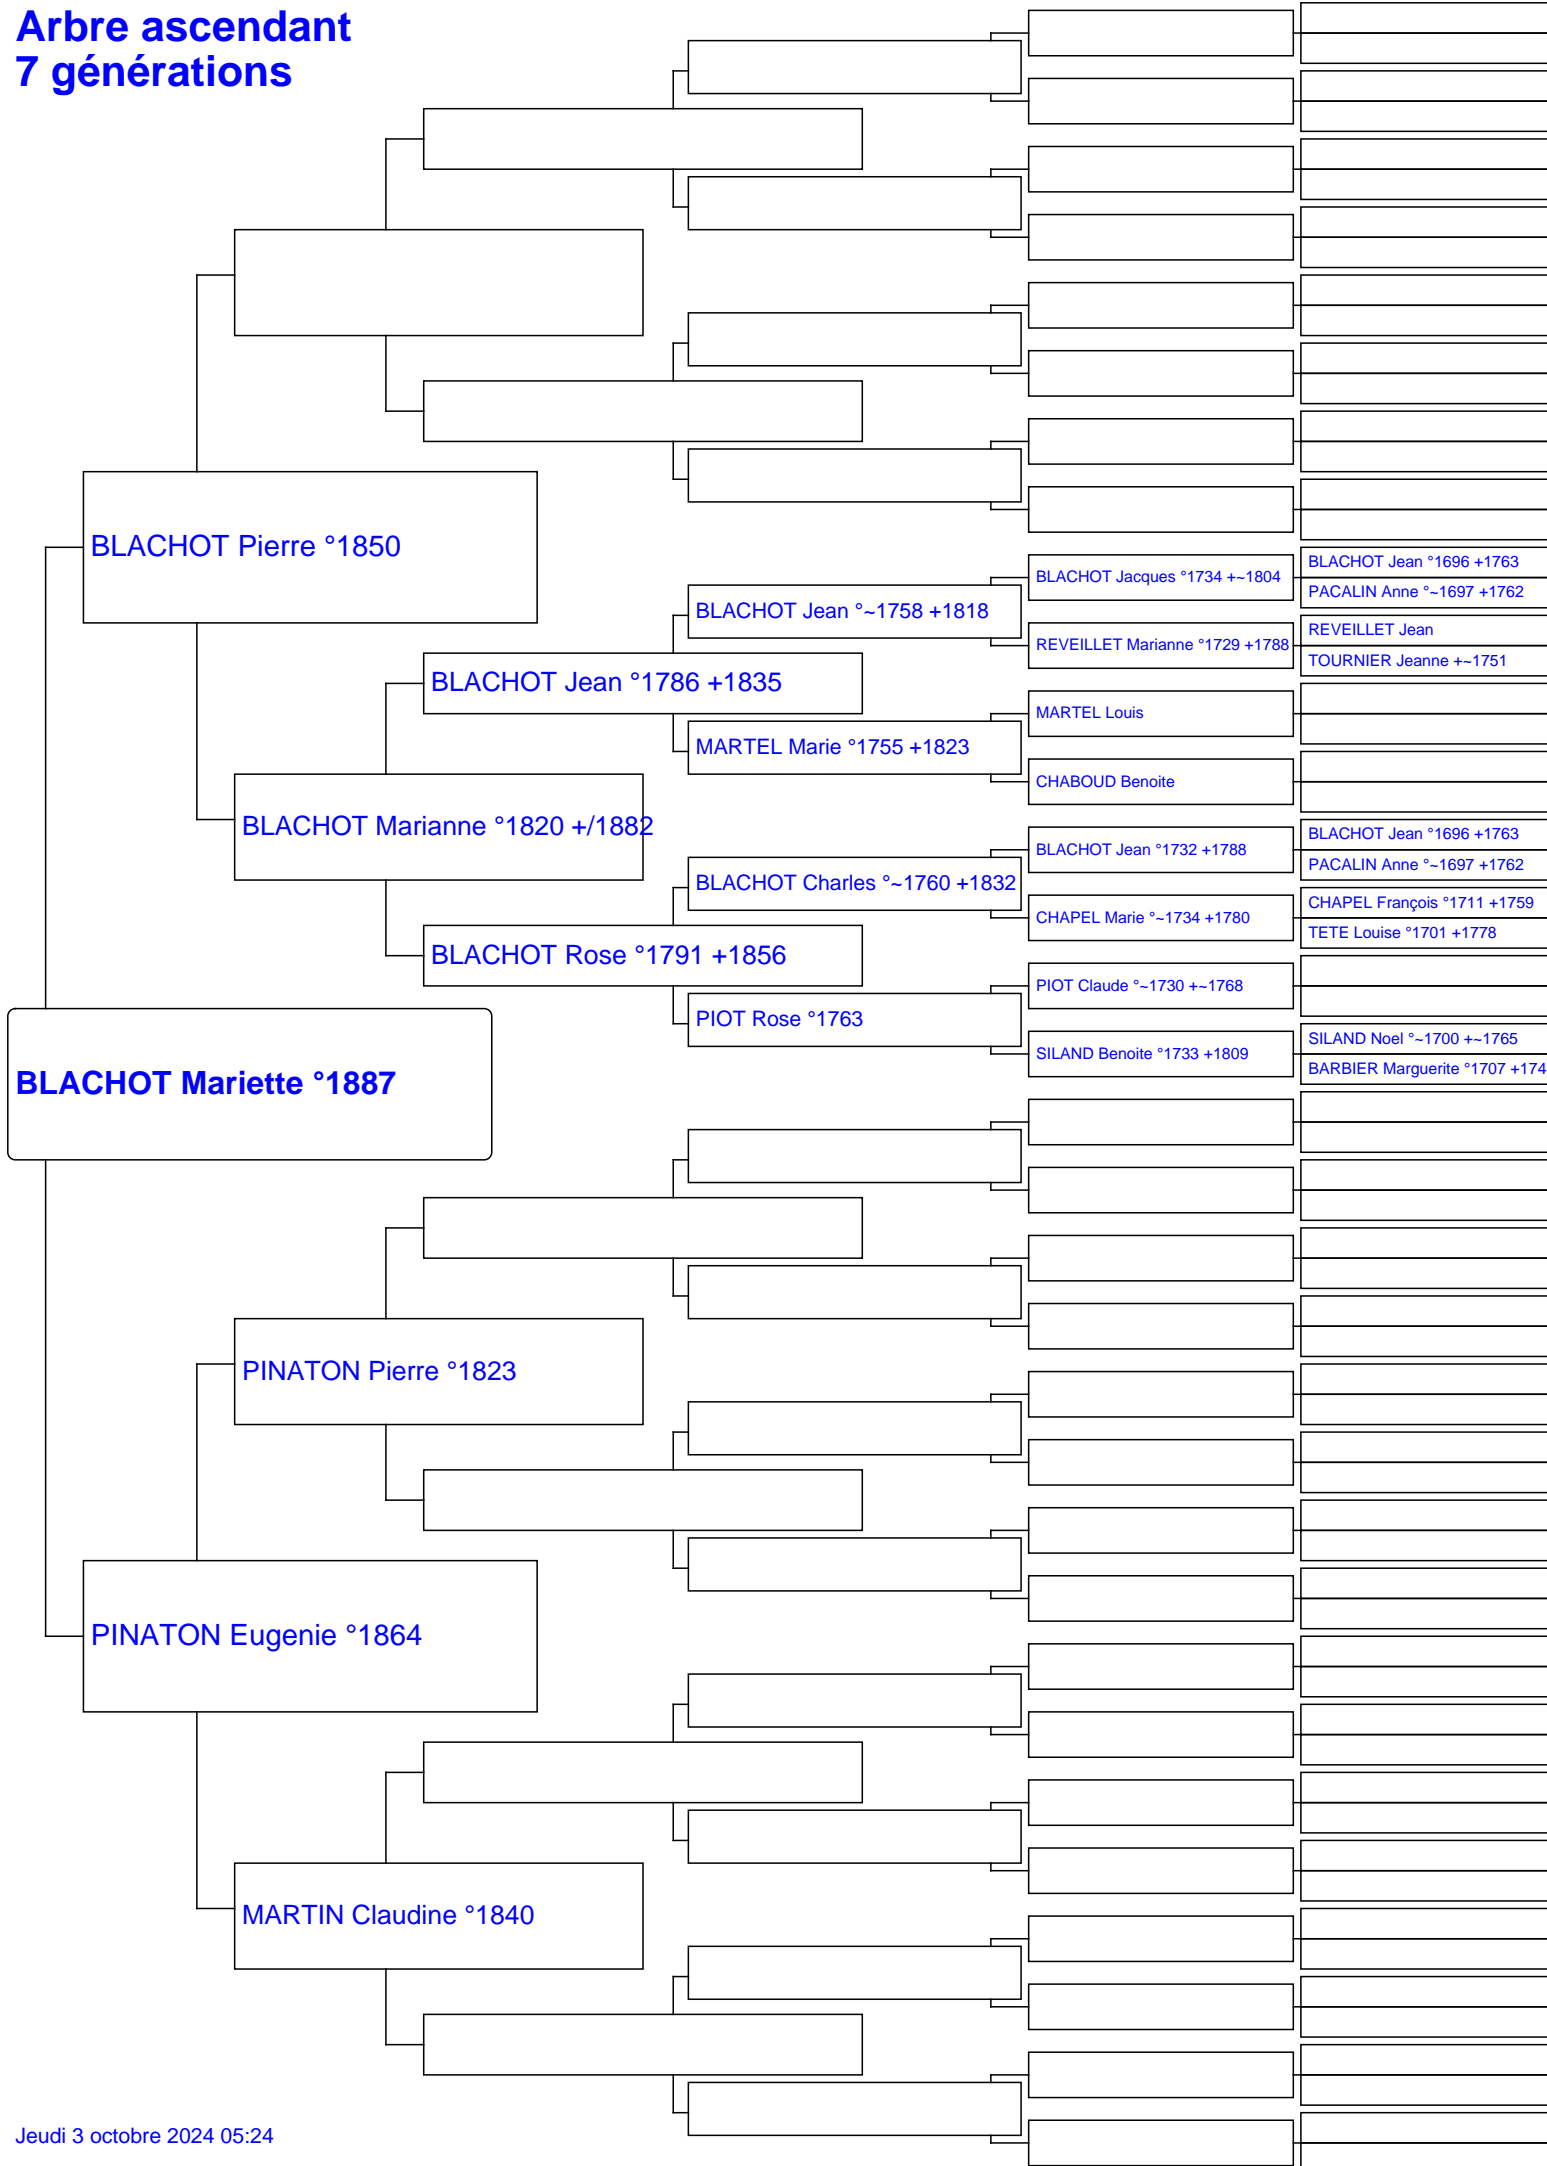 Arbre ascendant
7 générations
BLACHOT Jean °1696 +1763
BLACHOT Pierre °1850
BLACHOT Jacques °1734 +~1804
PACALIN Anne °~1697 +1762
BLACHOT Jean °~1758 +1818
REVEILLET Jean
REVEILLET Marianne °1729 +1788
TOURNIER Jeanne +~1751
BLACHOT Jean °1786 +1835
MARTEL Louis
MARTEL Marie °1755 +1823
CHABOUD Benoite
BLACHOT Marianne °1820 +/1882
BLACHOT Jean °1696 +1763
BLACHOT Jean °1732 +1788
PACALIN Anne °~1697 +1762
BLACHOT Charles °~1760 +1832
CHAPEL François °1711 +1759
CHAPEL Marie °~1734 +1780
TETE Louise °1701 +1778
BLACHOT Rose °1791 +1856
PIOT Claude °~1730 +~1768
PIOT Rose °1763
SILAND Noel °~1700 +~1765
SILAND Benoite °1733 +1809
BARBIER Marguerite °1707 +174
BLACHOT Mariette °1887
PINATON Pierre °1823
PINATON Eugenie °1864
MARTIN Claudine °1840
Jeudi 3 octobre 2024 05:24